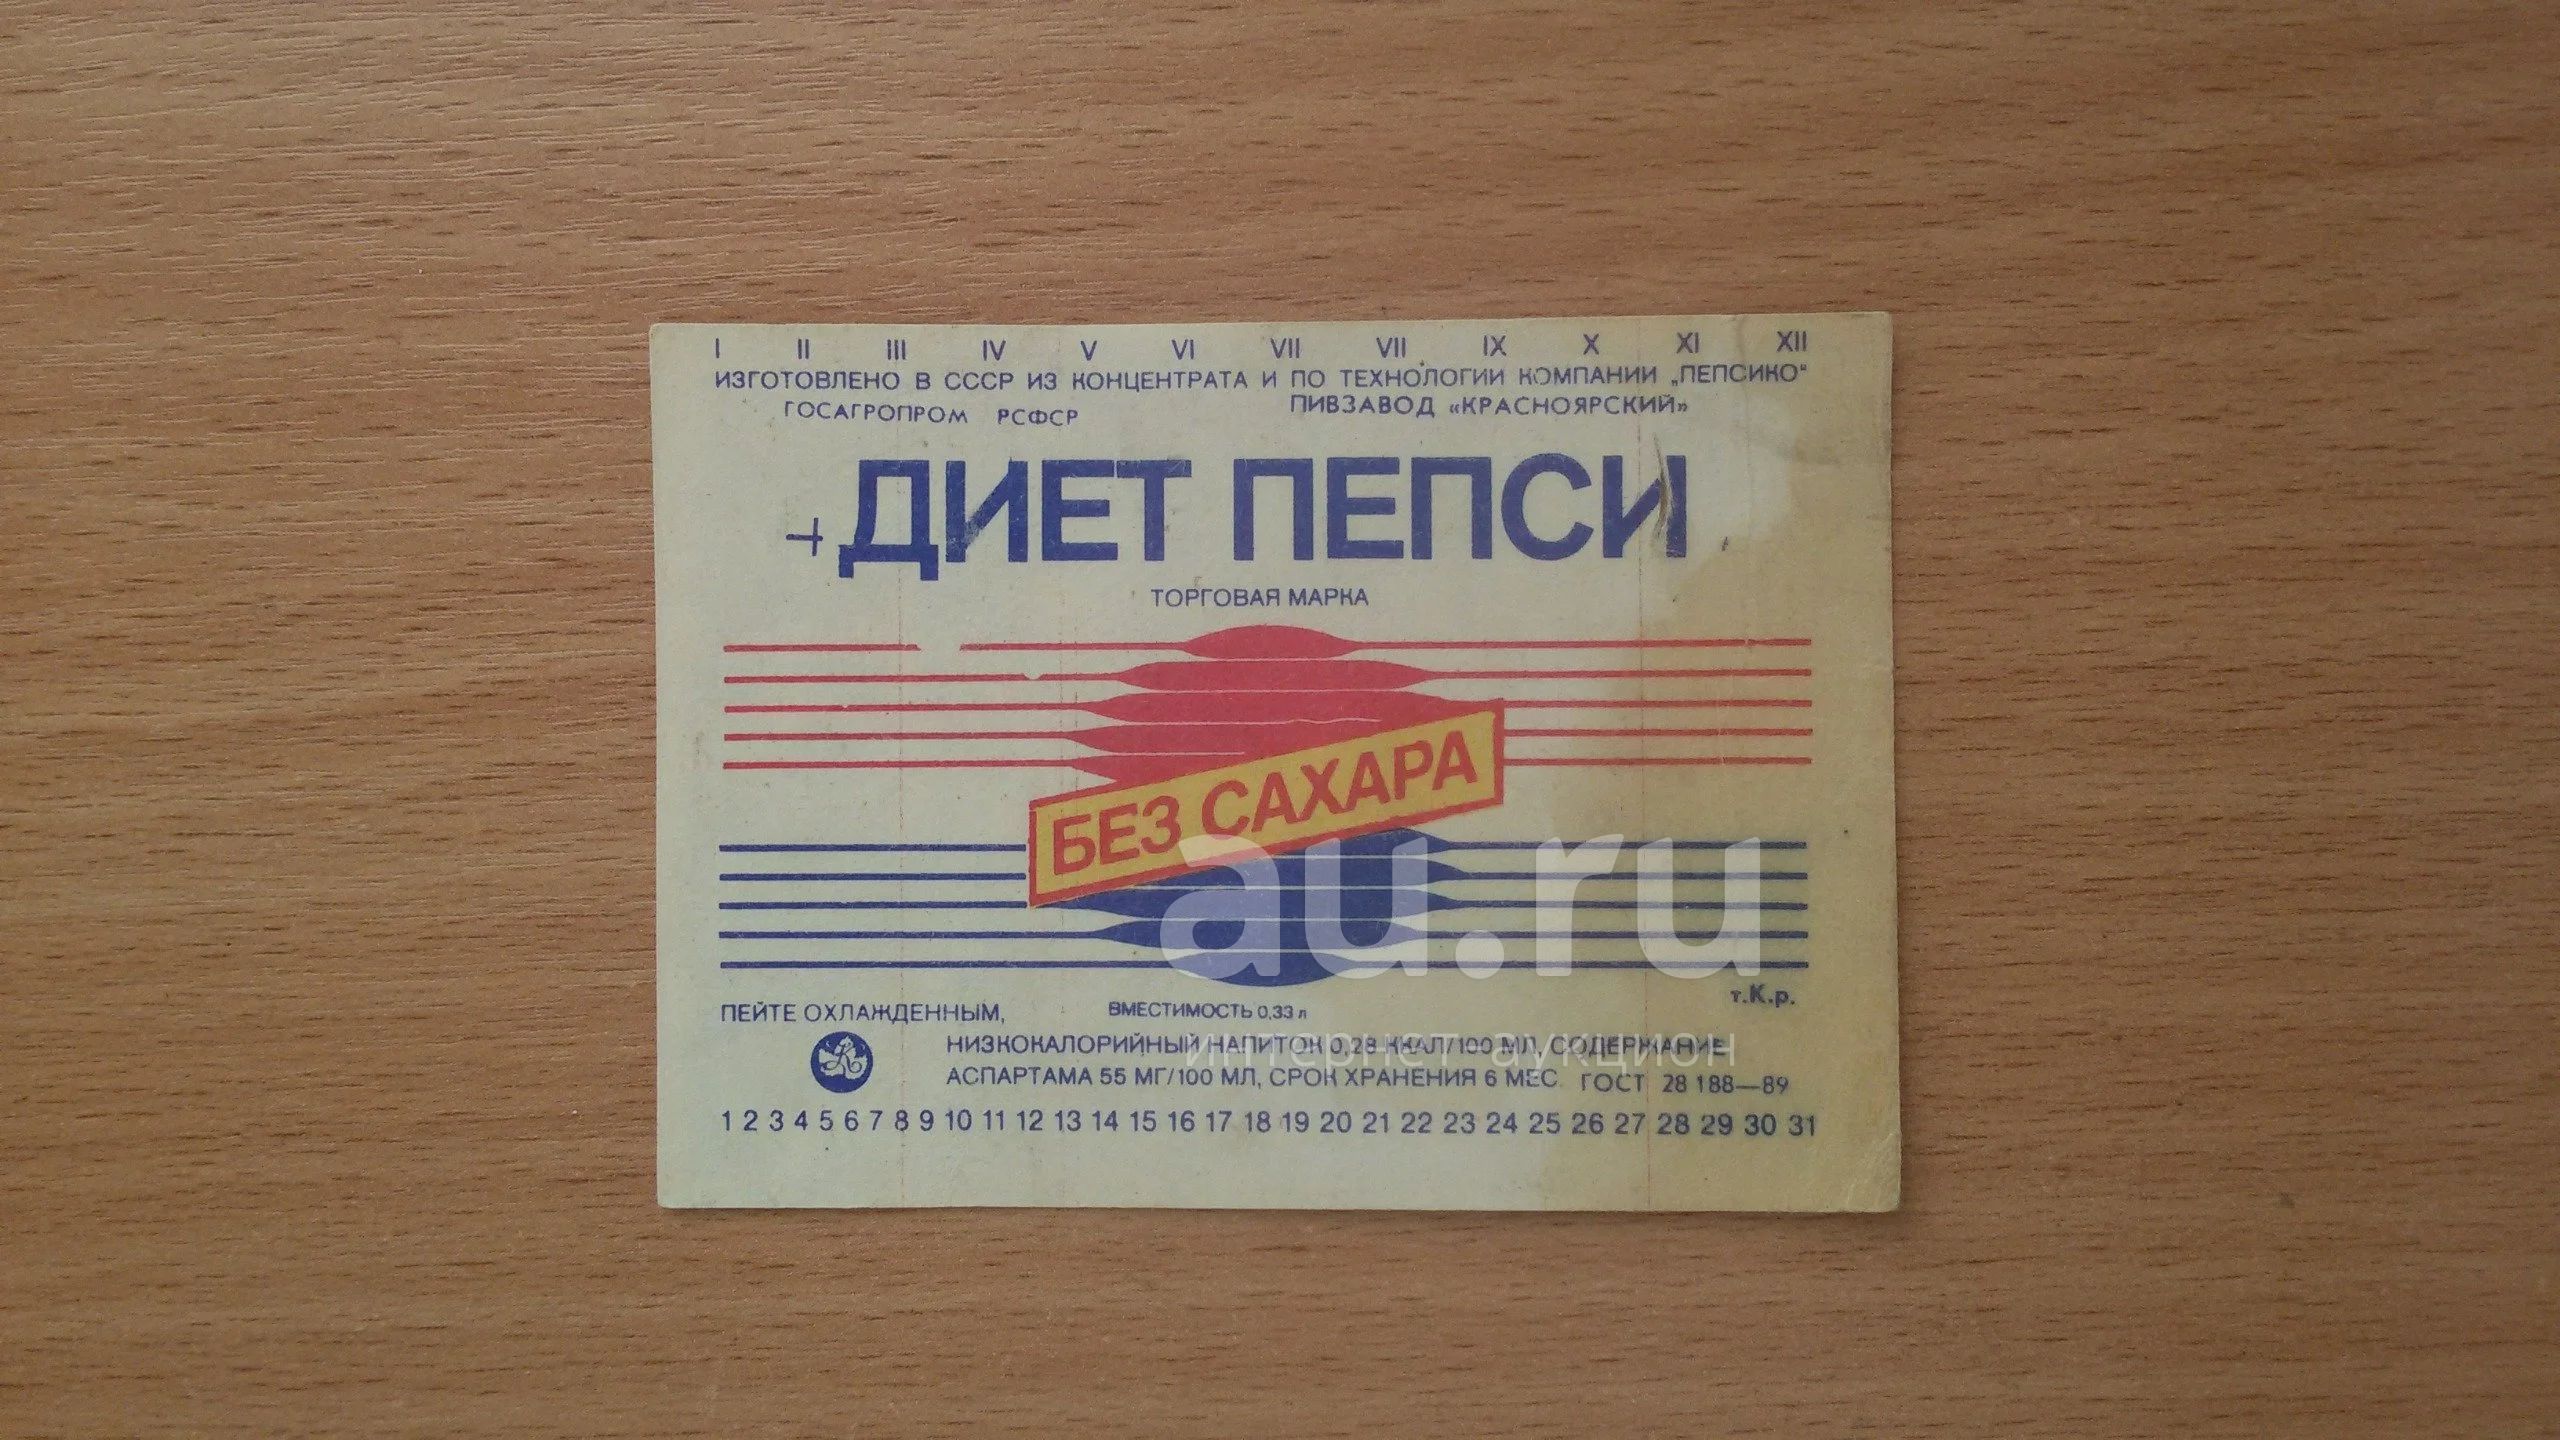 I II III IV V VI VII VII IX X XI XII
ИЗГОТОВЛЕНО В СССР ИЗ КОНЦЕНТРАТА И ПО ТЕХНОЛОГИИ КОМПАНИИ „ПЕПСИКО“
ГОСАГРОПРОМ РСФСР ПИВЗАВОД «КРАСНОЯРСКИЙ»
+ДИЕТ ПЕПСИ
ТОРГОВАЯ МАРКА
БЕЗ САХАРА
au.ru
т.К.р.
ПЕЙТЕ ОХЛАЖДЕННЫМ, ВМЕСТИМОСТЬ 0,33 л
НИЗКОКАЛОРИЙНЫЙ НАПИТОК 0,28 ККАЛ/100 МЛ, СОДЕРЖАНИЕ
интернет-аукцион
АСПАРТАМА 55 МГ/100 МЛ, СРОК ХРАНЕНИЯ 6 МЕС. ГОСТ 28 188—89
1 2 3 4 5 6 7 8 9 10 11 12 13 14 15 16 17 18 19 20 21 22 23 24 25 26 27 28 29 30 31